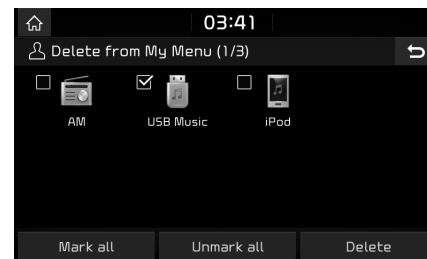 03:41
Delete from My Menu (1/3)
AM USB Music iPod
Mark all Unmark all Delete